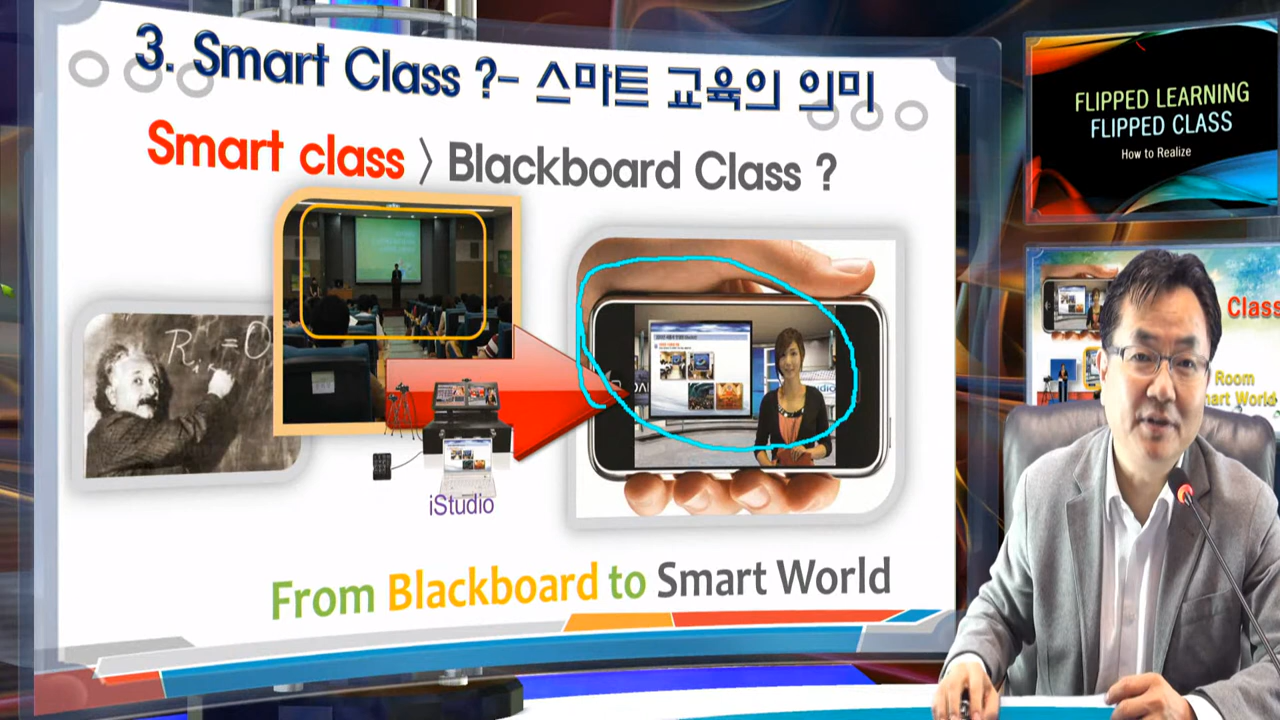 3. Smart Class ?- 스마트 교육의 의미
Smart class 〉 Blackboard Class ?
iStudio
From Blackboard to Smart World
FLIPPED LEARNING
FLIPPED CLASS
How to Realize
Class
Room
mart World